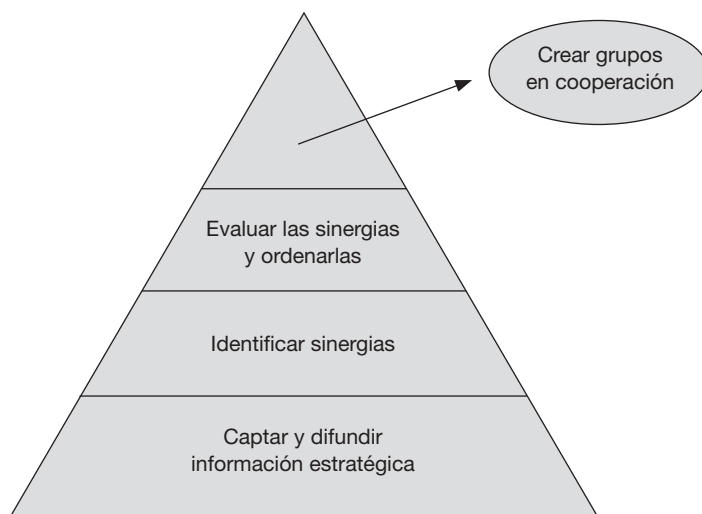 Crear grupos
en cooperación
Evaluar las sinergias
y ordenarlas
Identificar sinergias
Captar y difundir
información estratégica